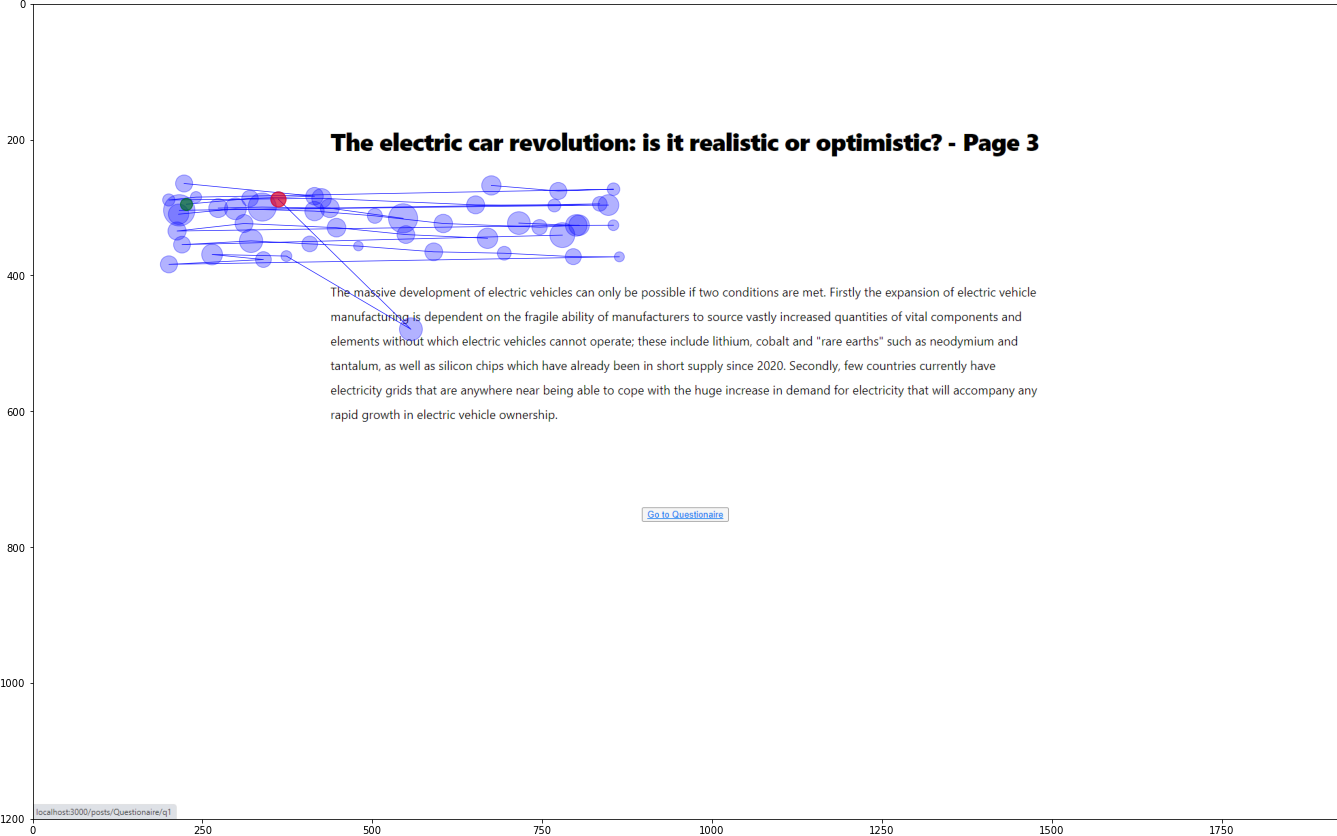 0
200
The electric car revolution: is it realistic or optimistic? - Page 3
400
The massive development of electric vehicles can only be possible if two conditions are met. Firstly the expansion of electric vehicle
manufacturing is dependent on the fragile ability of manufacturers to source vastly increased quantities of vital components and
elements without which electric vehicles cannot operate; these include lithium, cobalt and "rare earths" such as neodymium and
tantalum, as well as silicon chips which have already been in short supply since 2020. Secondly, few countries currently have
electricity grids that are anywhere near being able to cope with the huge increase in demand for electricity that will accompany any
600
rapid growth in electric vehicle ownership.
Go to Questionaire
800
1000
localhost:3000/posts/Questionaire/q1
1200
0 250 500 750 1000 1250 1500 1750